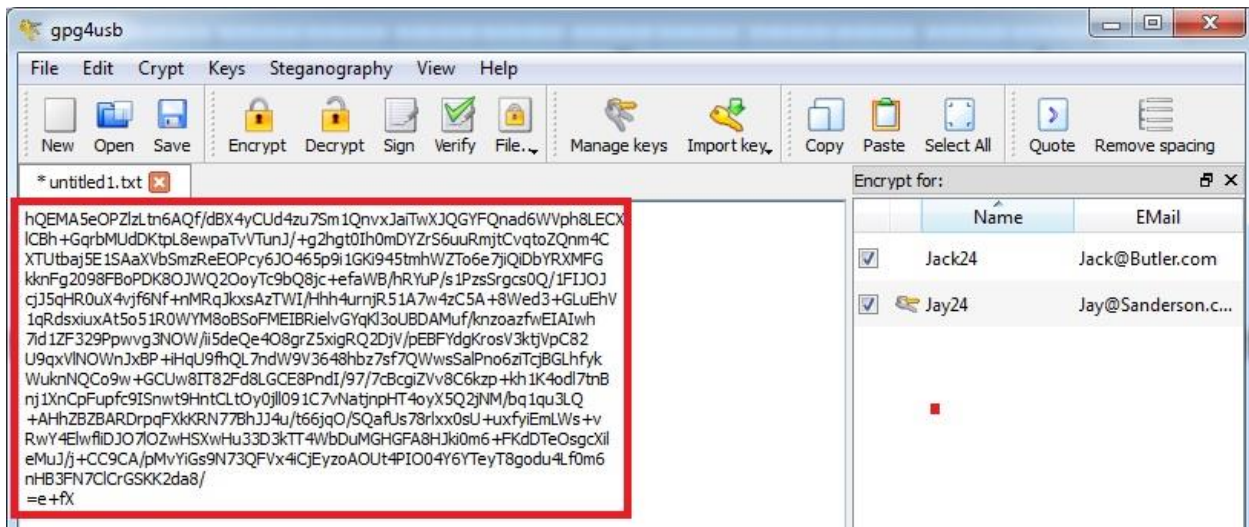 gpg4usb
File Edit Crypt Keys Steganography View Help
New Open Save Encrypt Decrypt Sign Verify File... Manage keys Import key Copy Paste Select All Quote Remove spacing
* untitled1.txt
Encrypt for:
Name EMail
Jack24 Jack@Butler.com
Jay24 Jay@Sanderson.c...
hQEMA5eOPZlzLtn6AQf/dBX4yCUd4zu7Sm1QnvxJaiTwXJQGYFQnad6WVph8LECX
lCBh+GqrbMUdDKtpL8ewpaTvVTunJ/+g2hgt0Ih0mDYZrS6uuRmjtCvqtoZQnm4C
XTUtbaj5E1SAaXVbSmzReEOPcy6JO465p9i1GKi945tmhWZTo6e7jiQiDbYRXMFG
kknFg2098FBoPDK8OJWQ2OoyTc9bQ8jc+efaWB/hRYuP/s1PzsSrgcs0Q/1FIJOJ
cjJ5qHR0uX4vjf6Nf+nMRqJkxsAzTWI/Hhh4urnjR51A7w4zC5A+8Wed3+GLuEhV
1qRdsxiuxAt5o51R0WYM8oBSoFMEIBRielvGYqKl3oUBDAMuf/knzoazfwEIAIwh
7id1ZF329Ppwvg3NOW/ii5deQe4O8grZ5xigRQ2DjV/pEBFYdgKrosV3ktjVpC82
U9qxVlNOWnJxBP+iHqU9fhQL7ndW9V3648hbz7sf7QWwsSalPno6ziTcjBGLhfyk
WuknNQCo9w+GCUw8IT82Fd8LGCE8PndI/97/7cBcgiZVv8C6kzp+kh1K4odl7tnB
nj1XnCpFupfc9ISnwt9HntCLtOy0jll091C7vNatjnpHT4oyX5Q2jNM/bq1qu3LQ
+AHhZBZBARDrpqFXkKRN77BhJJ4u/t66jqO/SQafUs78rlxx0sU+uxfyiEmLWs+v
RwY4ElwfliDJO7lOZwHSXwHu33D3kTT4WbDuMGHGFA8HJki0m6+FKdDTeOsgcXil
eMuJ/j+CC9CA/pMvYiGs9N73QFVx4iCjEyzoAOUt4PIO04Y6YTeyT8godu4Lf0m6
nHB3FN7ClCrGSKK2da8/
=e+fX